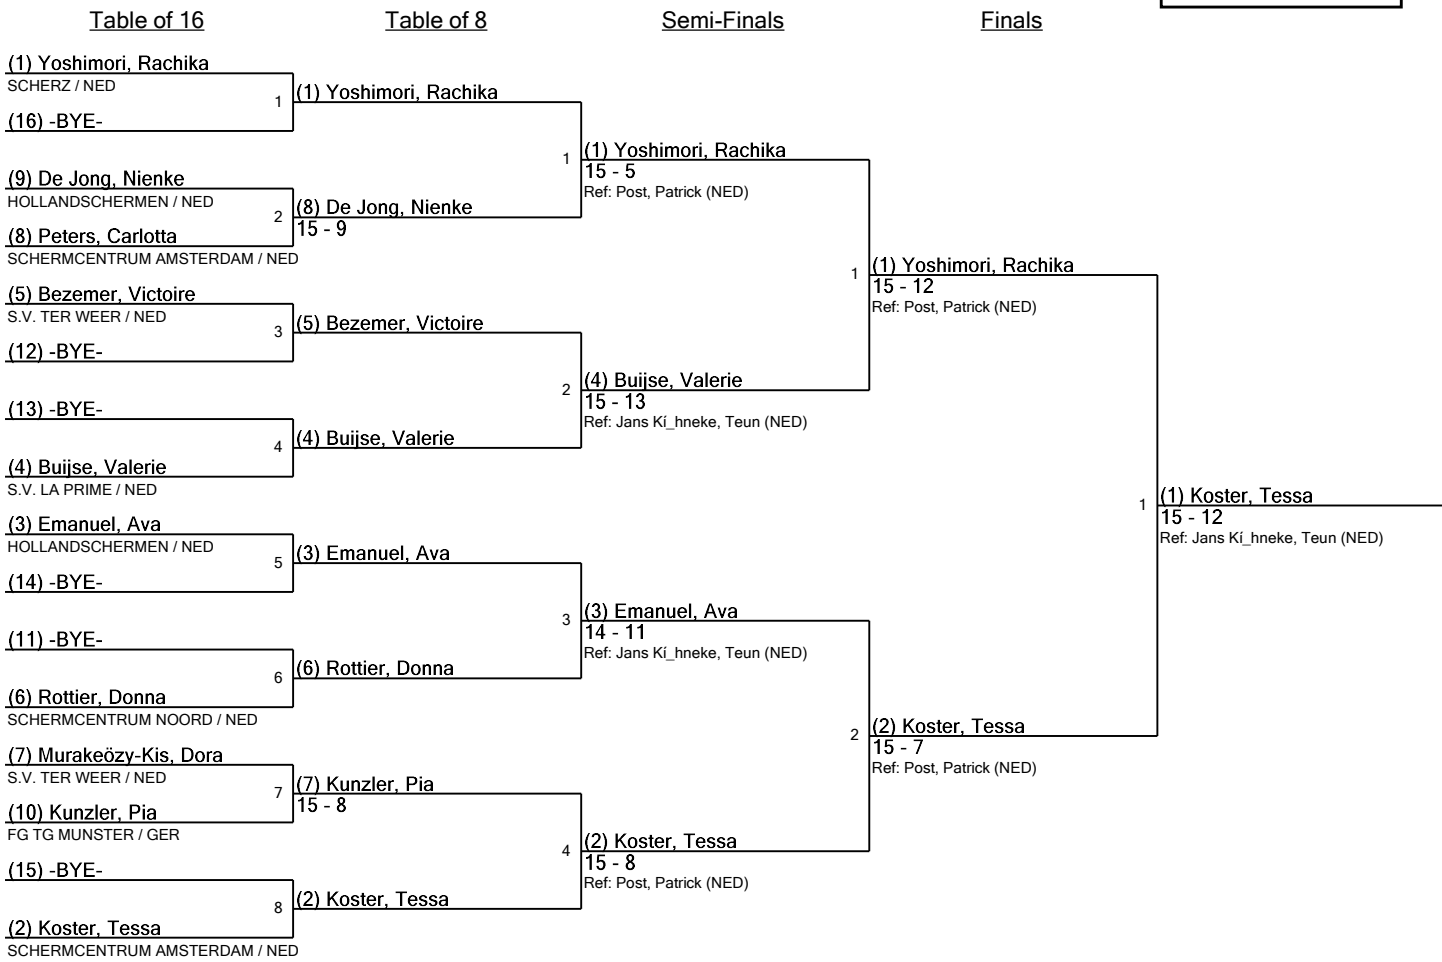 Table of 16
Table of 8
Semi-Finals
Finals
(1) Yoshimori, Rachika
SCHERZ / NED
(16) -BYE-
1
(9) De Jong, Nienke
HOLLANDSCHERMEN / NED
(8) Peters, Carlotta
SCHERMCENTRUM AMSTERDAM / NED
2
(5) Bezemer, Victoire
S.V. TER WEER / NED
(12) -BYE-
3
(13) -BYE-
(4) Buijse, Valerie
S.V. LA PRIME / NED
4
(3) Emanuel, Ava
HOLLANDSCHERMEN / NED
(14) -BYE-
5
(11) -BYE-
(6) Rottier, Donna
SCHERMCENTRUM NOORD / NED
6
(7) Murakeözy-Kis, Dora
S.V. TER WEER / NED
(10) Kunzler, Pia
FG TG MUNSTER / GER
7
(15) -BYE-
(2) Koster, Tessa
SCHERMCENTRUM AMSTERDAM / NED
8
(1) Yoshimori, Rachika
(8) De Jong, Nienke
15 - 9
1
(5) Bezemer, Victoire
(4) Buijse, Valerie
2
(3) Emanuel, Ava
(6) Rottier, Donna
3
(7) Kunzler, Pia
15 - 8
(2) Koster, Tessa
4
(1) Yoshimori, Rachika
15 - 5
Ref: Post, Patrick (NED)
(4) Buijse, Valerie
15 - 13
Ref: Jans Kí_hneke, Teun (NED)
1
(3) Emanuel, Ava
14 - 11
Ref: Jans Kí_hneke, Teun (NED)
(2) Koster, Tessa
15 - 8
Ref: Post, Patrick (NED)
2
(1) Yoshimori, Rachika
15 - 12
Ref: Post, Patrick (NED)
(2) Koster, Tessa
15 - 7
Ref: Post, Patrick (NED)
1
(1) Koster, Tessa
15 - 12
Ref: Jans Kí_hneke, Teun (NED)